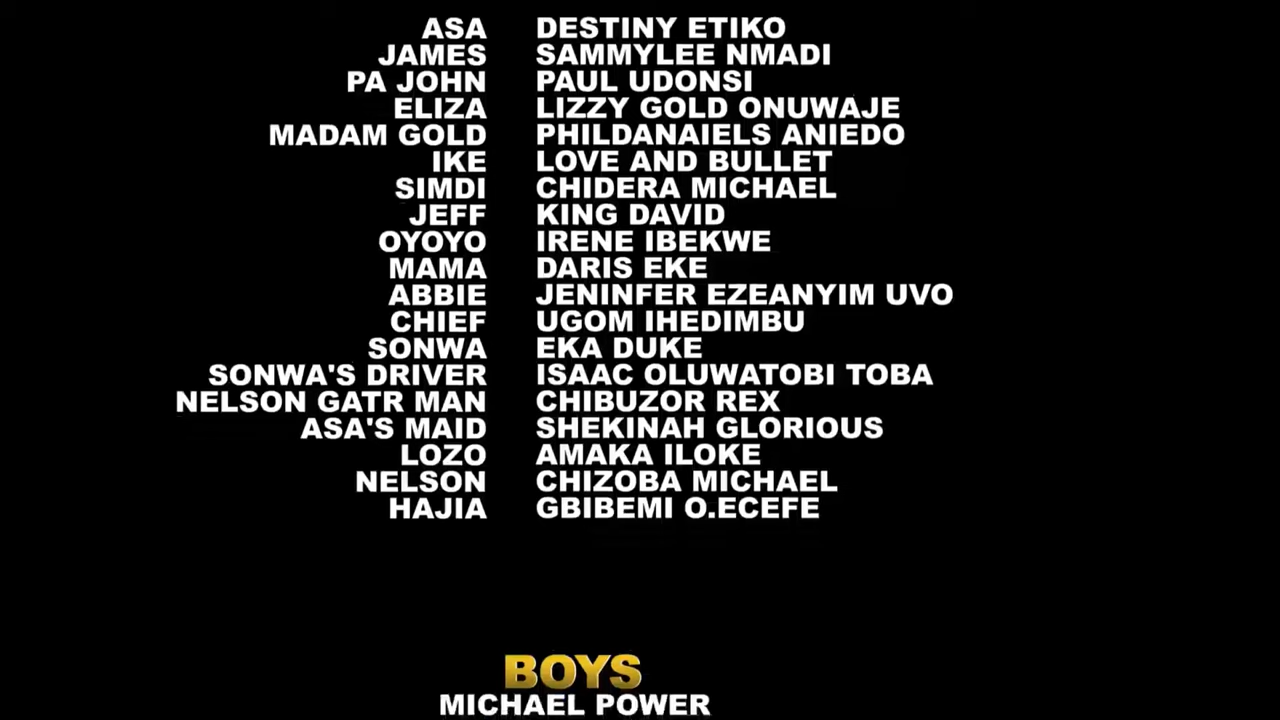 ASA DESTINY ETIKO
JAMES SAMMYLEE NMADI
PA JOHN PAUL UDONSI
ELIZA LIZZY GOLD ONUWAJE
MADAM GOLD PHILDANAIELS ANIEDO
IKE LOVE AND BULLET
SIMDI CHIDERA MICHAEL
JEFF KING DAVID
OYOYO IRENE IBEKWE
MAMA DARIS EKE
ABBIE JENINFER EZEANYIM UVO
CHIEF UGOM IHEDIMBU
SONWA EKA DUKE
SONWA'S DRIVER ISAAC OLUWATOBI TOBA
NELSON GATR MAN CHIBUZOR REX
ASA'S MAID SHEKINAH GLORIOUS
LOZO AMAKA ILOKE
NELSON CHIZOBA MICHAEL
HAJIA GBIBEMI O.ECEFE
BOYS
MICHAEL POWER